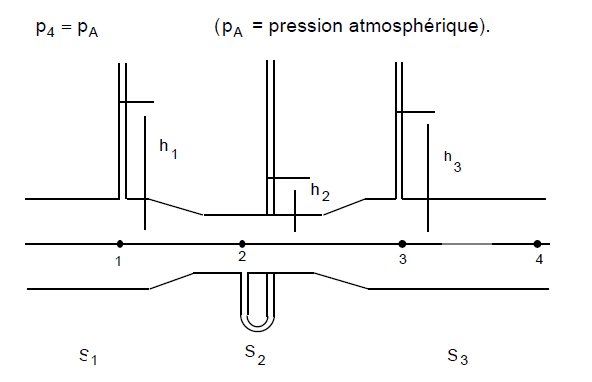 p4 = pA (pA = pression atmosphérique).
h1
h2
h3
1 2 3 4
S1 S2 S3